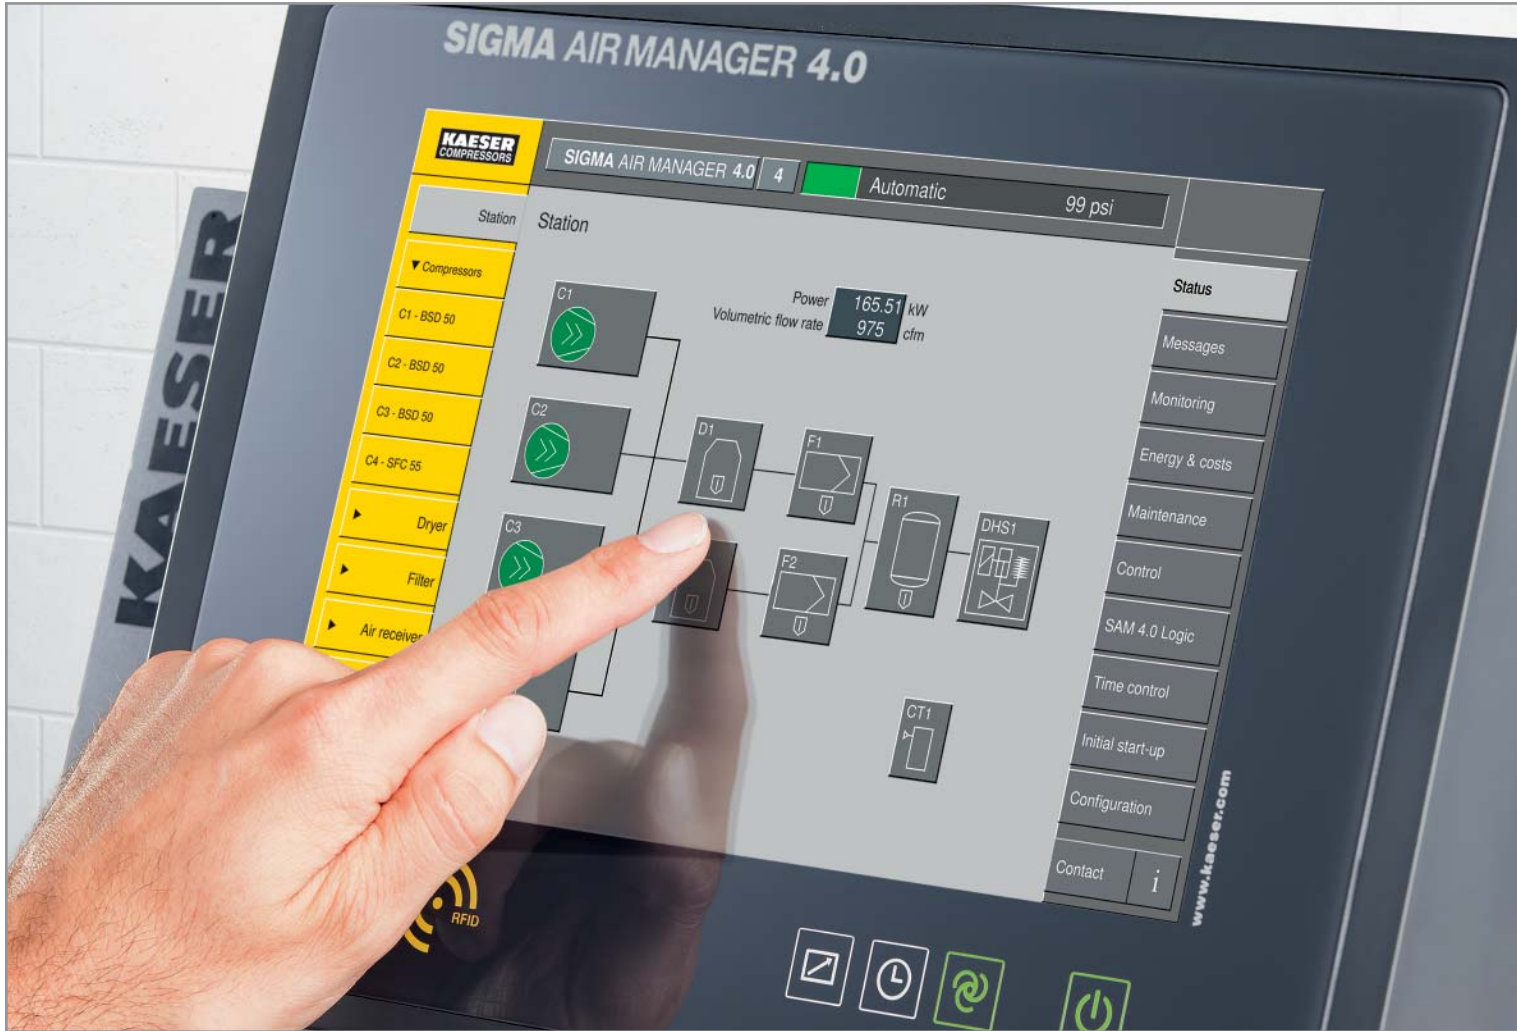 SIGMA AIR MANAGER 4.0
KAESER
COMPRESSORS
SIGMA AIR MANAGER 4.0
4
Automatic
99 psi
Station
▼ Compressors
C1 - BSD 50
C2 - BSD 50
C3 - BSD 50
C4 - SFC 55
Dryer
Filter
Air receiver
Station
Power 165.51 kW
Volumetric flow rate 975 cfm
C1
C2
C3
D1
F1
F2
R1
DHS1
CT1
Status
Messages
Monitoring
Energy & costs
Maintenance
Control
SAM 4.0 Logic
Time control
Initial start-up
Configuration
Contact
i
www.kaeser.com
RFID
KAESER